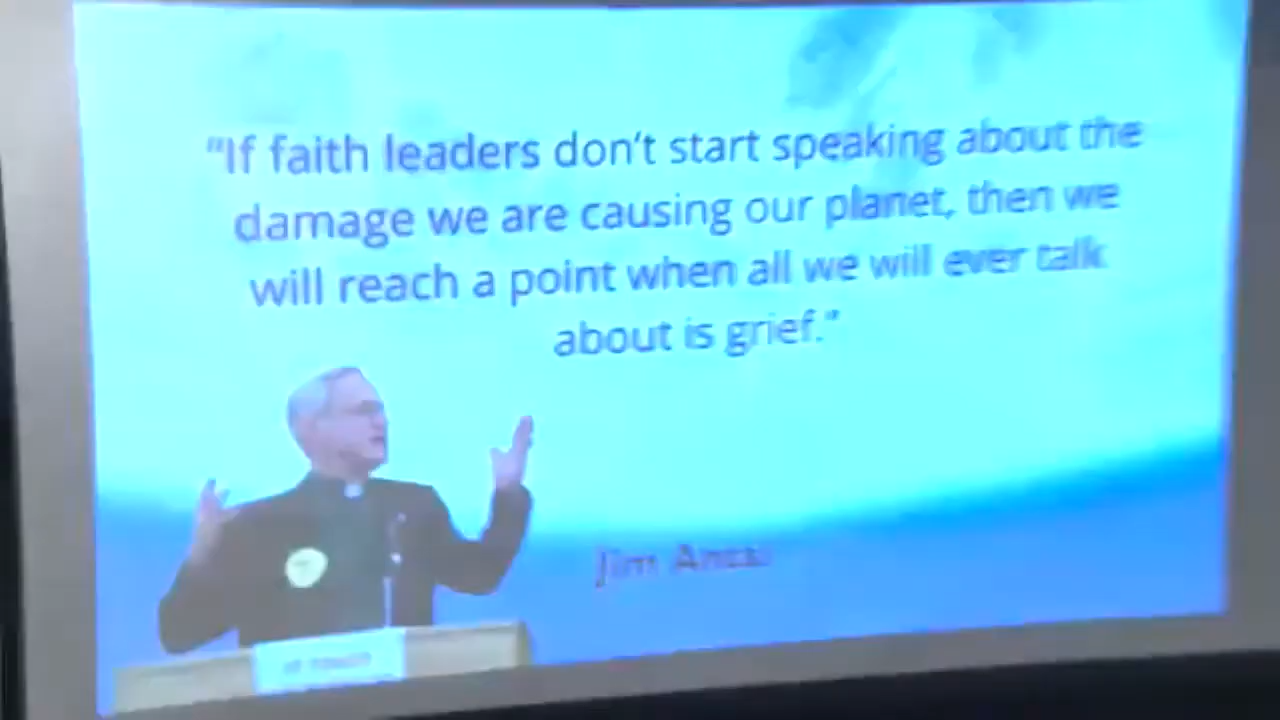 “If faith leaders don‘t start speaking about the
damage we are causing our planet, then we
will reach a point when all we will ever talk
about is grief.”
Jim